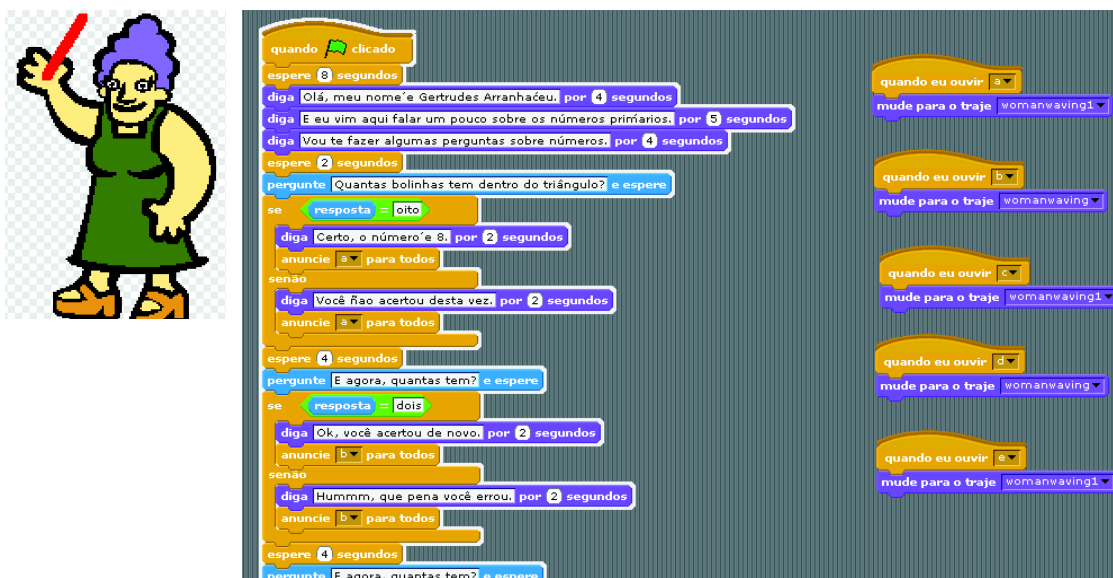 quando clicado
espere 8 segundos
diga Olá, meu nome´e Gertrudes Arranhaćeu. por 4 segundos
diga E eu vim aqui falar um pouco sobre os números primários. por 5 segundos
diga Vou te fazer algumas perguntas sobre números. por 4 segundos
espere 2 segundos
pergunte Quantas bolinhas tem dentro do triângulo? e espere
se resposta = oito
diga Certo, o número´e 8. por 2 segundos
anuncie a para todos
senão
diga Você ñao acertou desta vez. por 2 segundos
anuncie a para todos
espere 4 segundos
pergunte E agora, quantas tem? e espere
se resposta = dois
diga Ok, você acertou de novo. por 2 segundos
anuncie b para todos
senão
diga Hummm, que pena você errou. por 2 segundos
anuncie b para todos
espere 4 segundos
pergunte E agora, quantas tem? e espere
quando eu ouvir a
mude para o traje womanwaving1
quando eu ouvir b
mude para o traje womanwaving
quando eu ouvir c
mude para o traje womanwaving1
quando eu ouvir d
mude para o traje womanwaving
quando eu ouvir e
mude para o traje womanwaving1